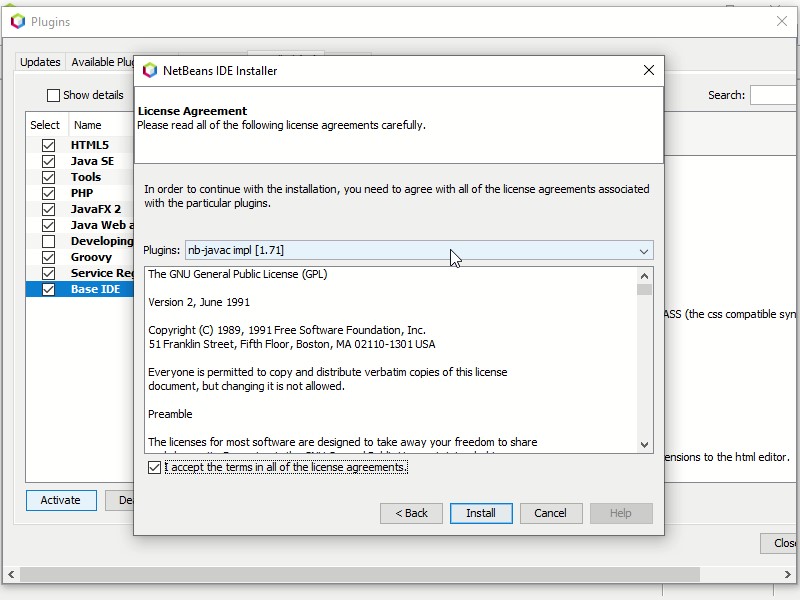 Plugins
Updates
Available Plug
Show details
Search:
Select
Name
HTML5
Java SE
Tools
PHP
JavaFX 2
Java Web a
Developing
Groovy
Service Reg
Base IDE
Activate
Dea
Close
ASS (the css compatible syn
ensions to the html editor.
NetBeans IDE Installer
License Agreement
Please read all of the following license agreements carefully.
In order to continue with the installation, you need to agree with all of the license agreements associated
with the particular plugins.
Plugins: nb-javac impl [1.71]
The GNU General Public License (GPL)
Version 2, June 1991
Copyright (C) 1989, 1991 Free Software Foundation, Inc.
51 Franklin Street, Fifth Floor, Boston, MA 02110-1301 USA
Everyone is permitted to copy and distribute verbatim copies of this license
document, but changing it is not allowed.
Preamble
The licenses for most software are designed to take away your freedom to share
I accept the terms in all of the license agreements.
< Back
Install
Cancel
Help